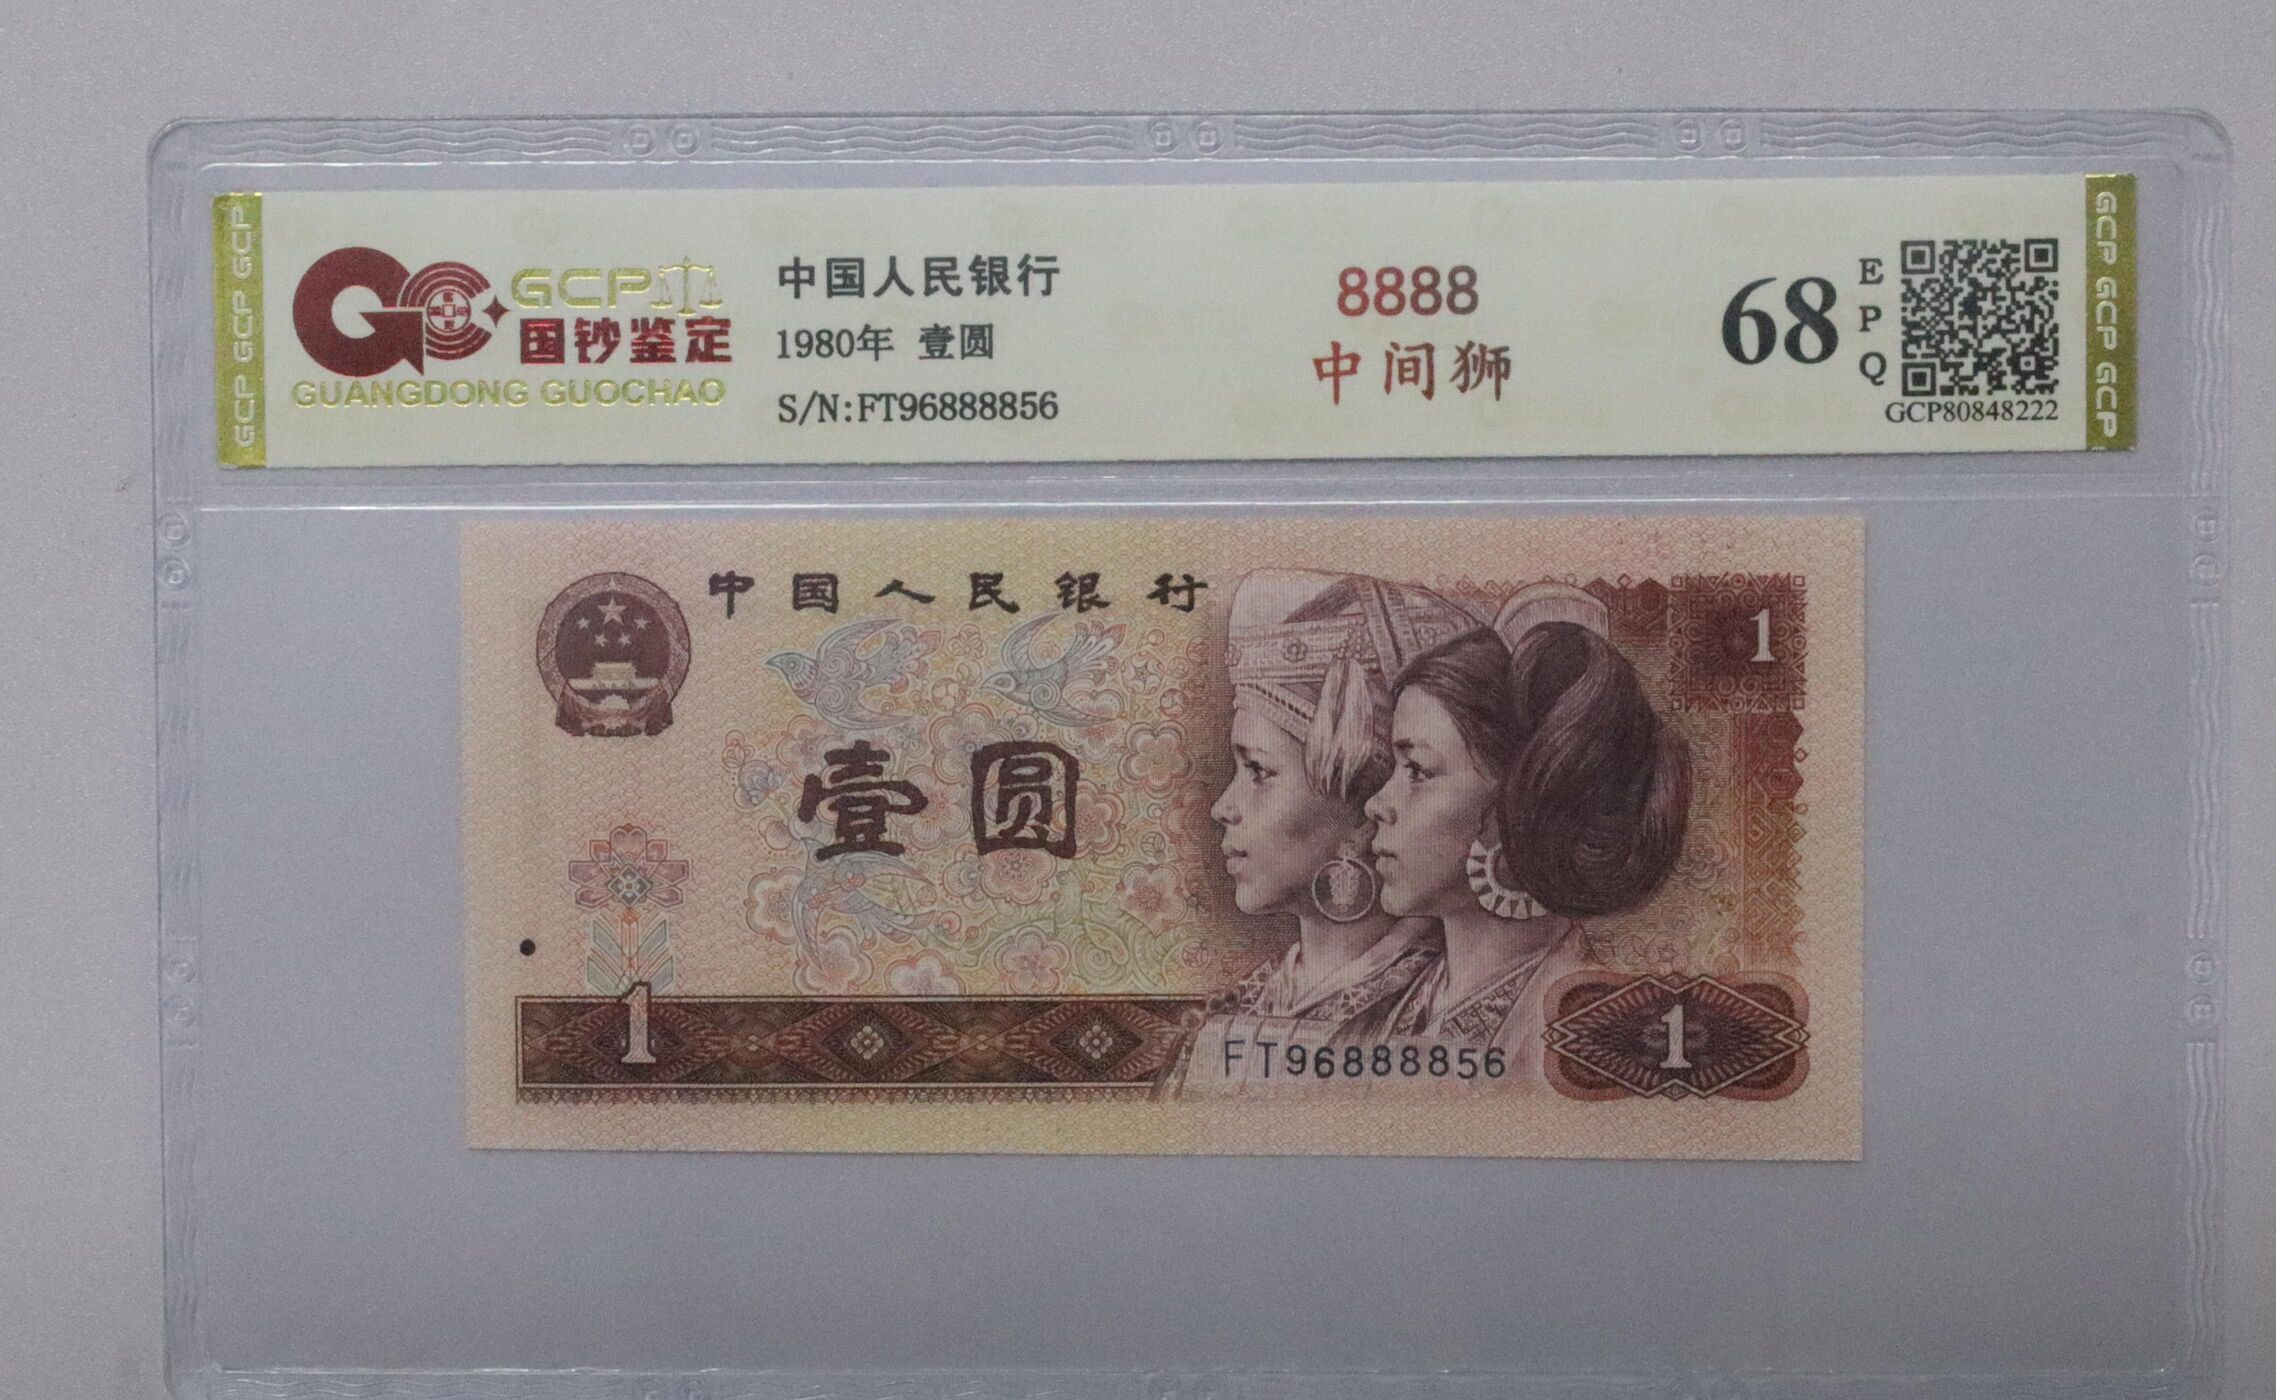 GCP GCP GCP
GCP
国钞鉴定
GUANGDONG GUOCHAO
中国人民银行
1980年 壹圆
S/N:FT96888856
8888
中间狮
68
EPQ
GCP80848222
GCP GCP GCP
中国人民银行
1
壹圆
1
FT96888856
1